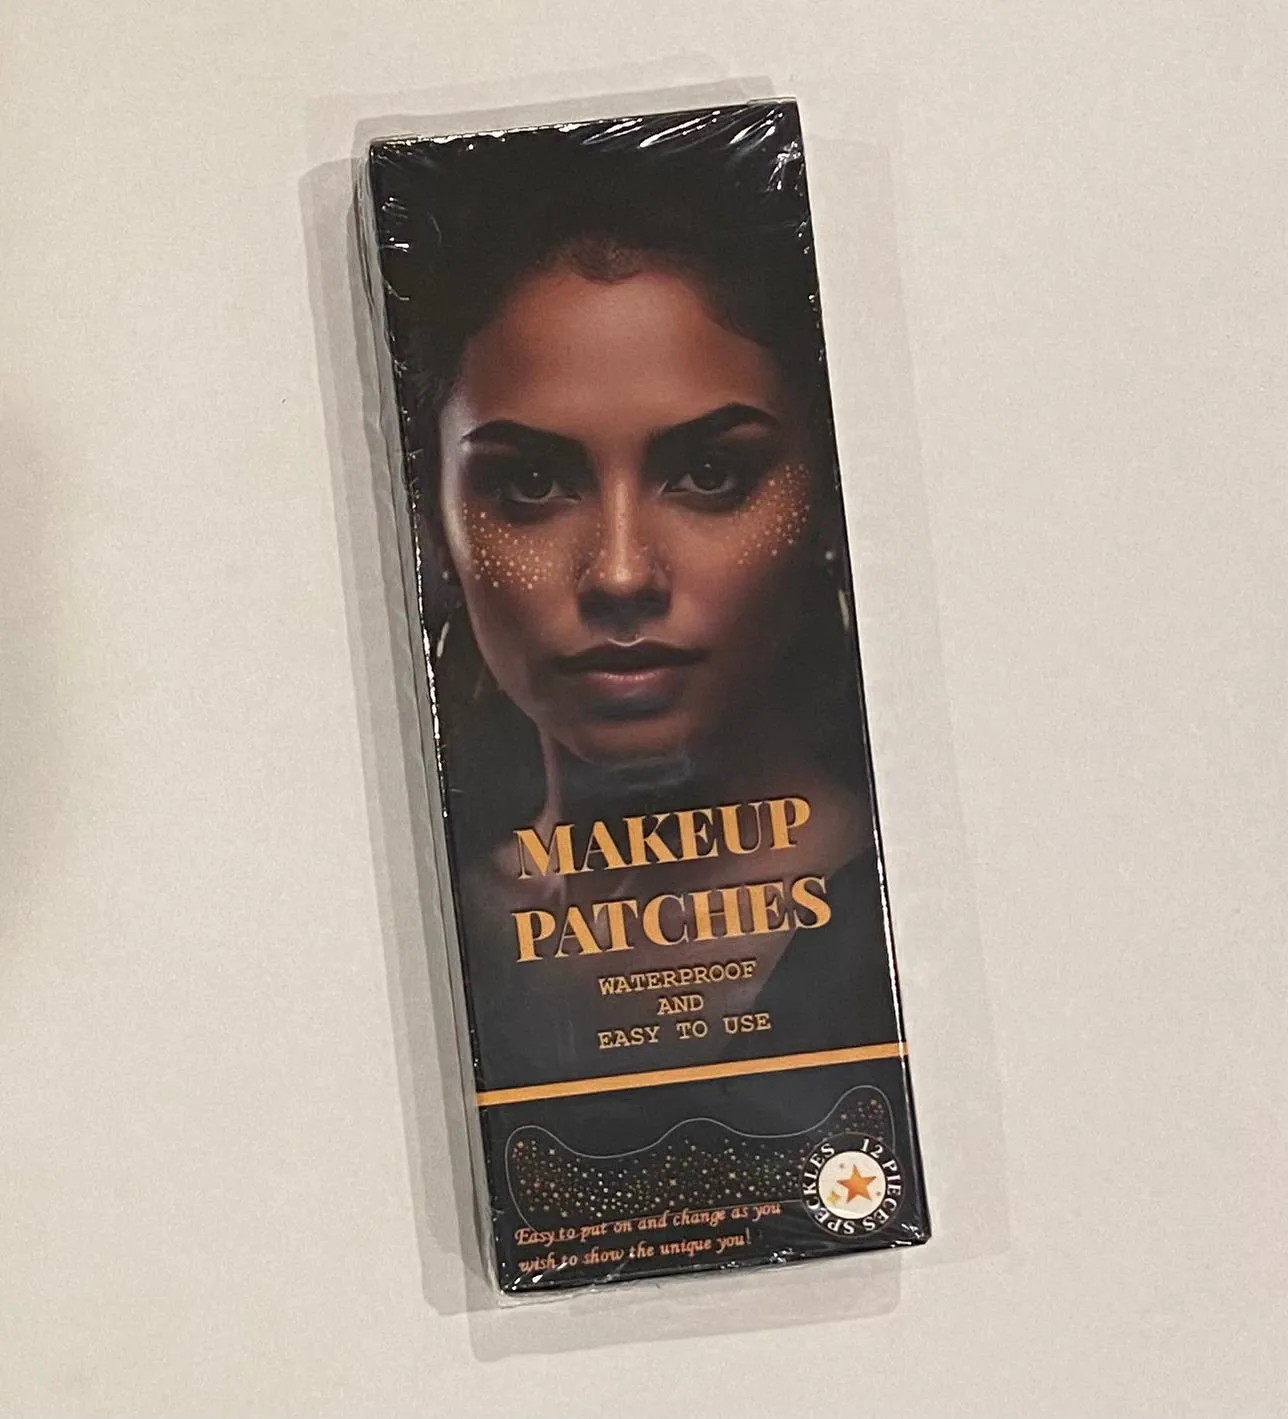 MAKEUP
PATCHES
WATERPROOF
AND
EASY TO USE
12 PIECES SPECKLES
Easy to put on and change as you
wish to show the unique you!